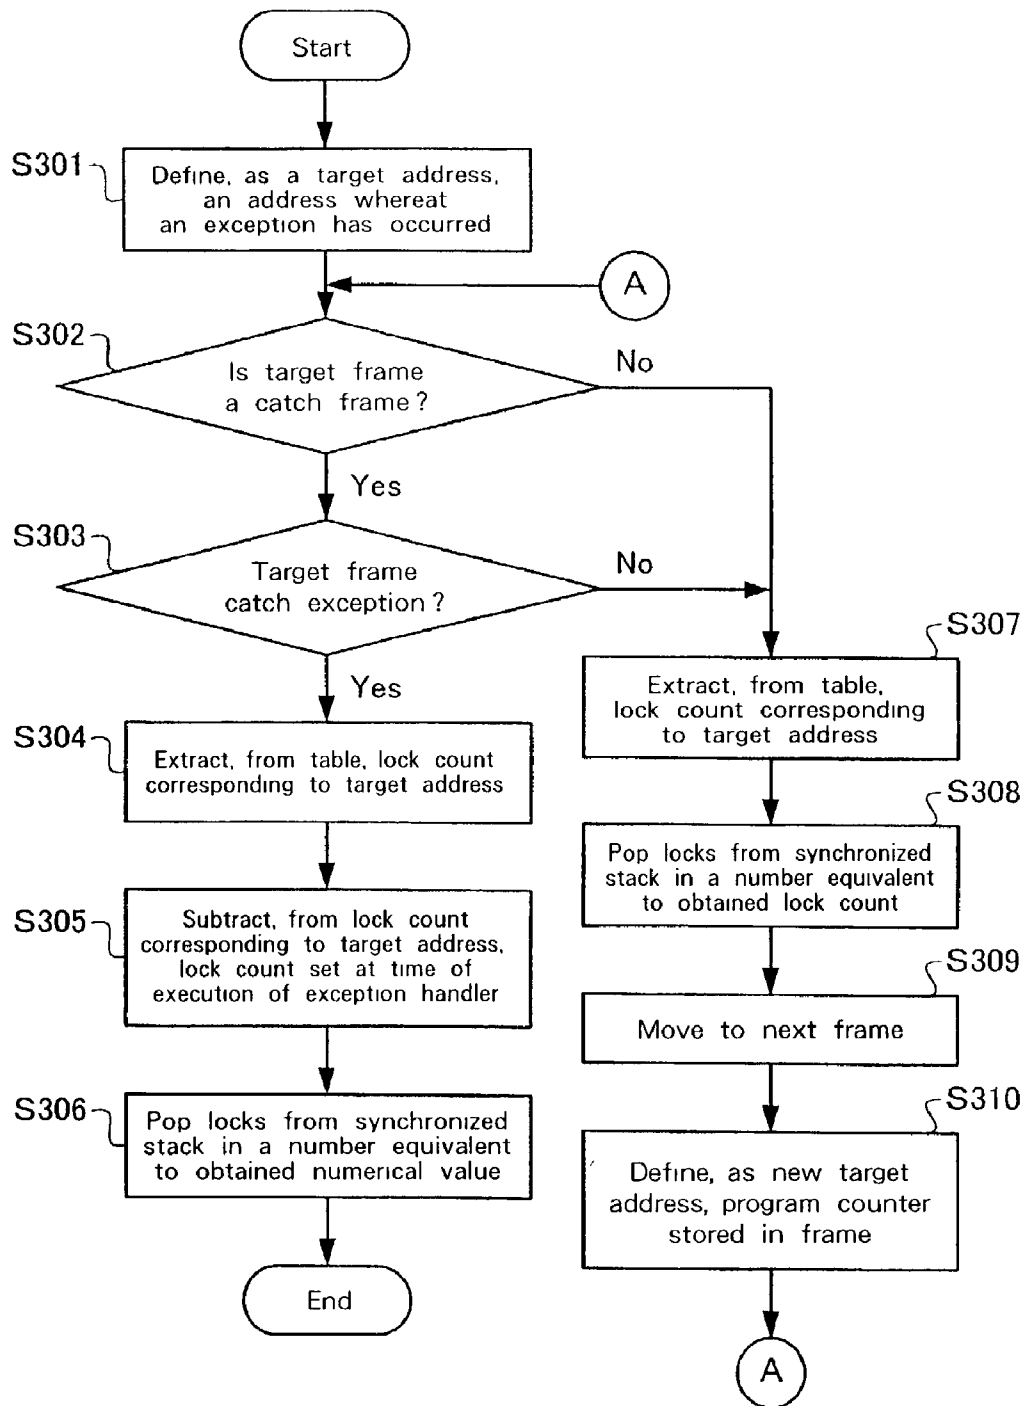 Start
S301
Define, as a target address,
an address whereat
an exception has occurred
A
S302
Is target frame
a catch frame?
No
Yes
S303
Target frame
catch exception?
No
Yes
S304
Extract, from table, lock count
corresponding to target address
S305
Subtract, from lock count
corresponding to target address,
lock count set at time of
execution of exception handler
S306
Pop locks from synchronized
stack in a number equivalent
to obtained numerical value
End
S307
Extract, from table,
lock count corresponding
to target address
S308
Pop locks from synchronized
stack in a number equivalent
to obtained lock count
S309
Move to next frame
S310
Define, as new target
address, program counter
stored in frame
A